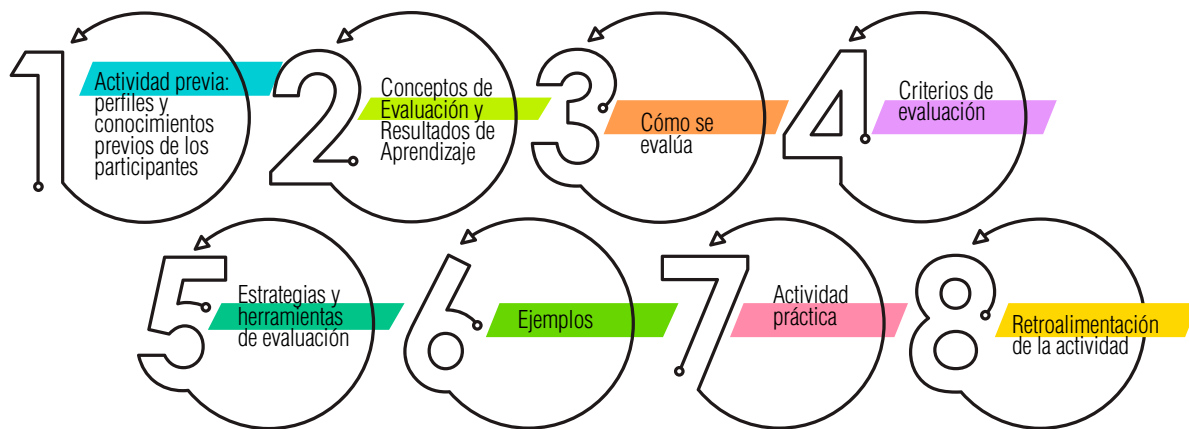 1
Actividad previa:
perfiles y
conocimientos
previos de los
participantes
2
Conceptos de
Evaluación y
Resultados de
Aprendizaje
3
Cómo se
evalúa
4
Criterios de
evaluación
5
Estrategias y
herramientas
de evaluación
6
Ejemplos
7
Actividad
práctica
8
Retroalimentación
de la actividad